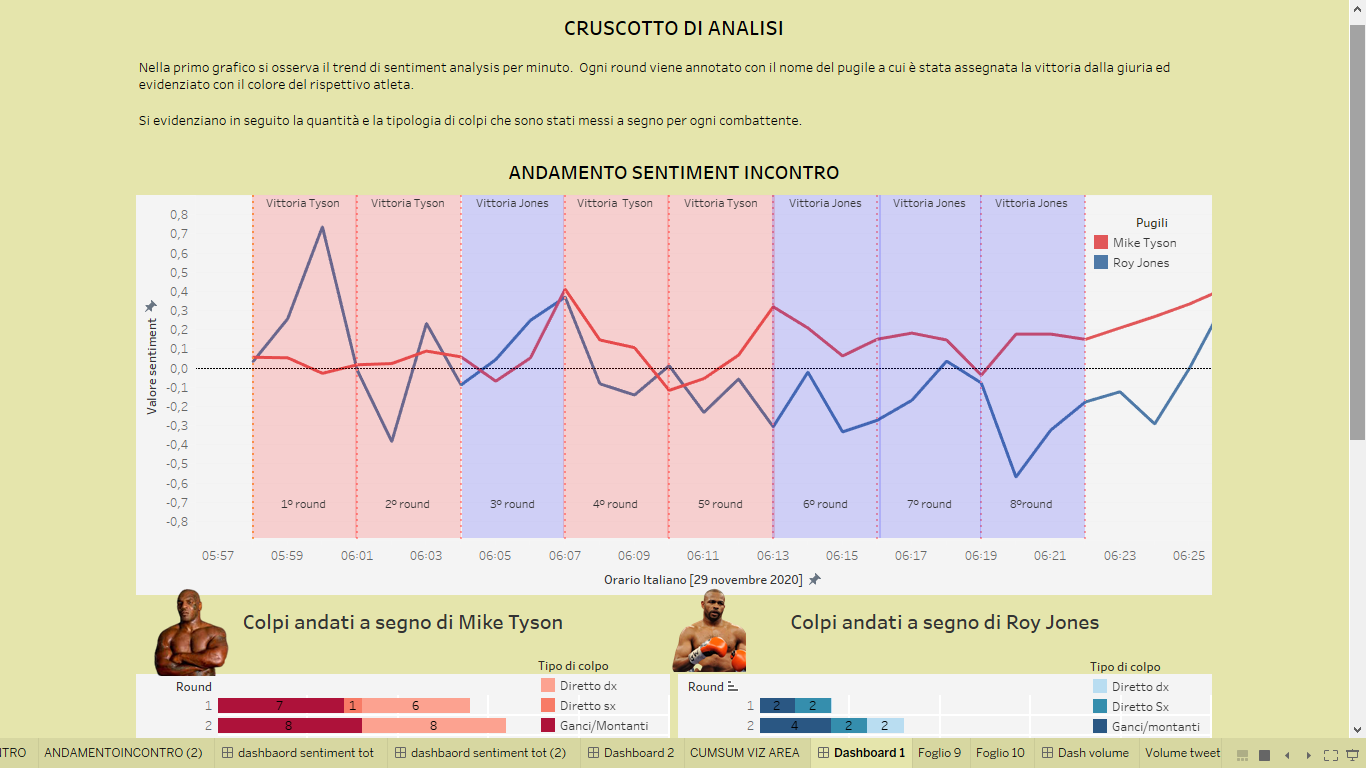 CRUSCOTTO DI ANALISI
Nella primo grafico si osserva il trend di sentiment analysis per minuto. Ogni round viene annotato con il nome del pugile a cui è stata assegnata la vittoria dalla giuria ed
evidenziato con il colore del rispettivo atleta.
Si evidenziano in seguito la quantità e la tipologia di colpi che sono stati messi a segno per ogni combattente.
ANDAMENTO SENTIMENT INCONTRO
Vittoria Tyson Vittoria Tyson Vittoria Jones Vittoria Tyson Vittoria Tyson Vittoria Jones Vittoria Jones Vittoria Jones
Pugili
Mike Tyson
Roy Jones
Valore sentiment
0,8
0,7
0,6
0,5
0,4
0,3
0,2
0,1
0,0
-0,1
-0,2
-0,3
-0,4
-0,5
-0,6
-0,7
-0,8
1º round 2º round 3º round 4º round 5º round 6º round 7º round 8ºround
05:57 05:59 06:01 06:03 06:05 06:07 06:09 06:11 06:13 06:15 06:17 06:19 06:21 06:23 06:25
Orario Italiano [29 novembre 2020]
Colpi andati a segno di Mike Tyson
Tipo di colpo
Diretto dx
Diretto sx
Ganci/Montanti
Round
1 7 1 6
2 8 8
Colpi andati a segno di Roy Jones
Tipo di colpo
Diretto dx
Diretto Sx
Ganci/montanti
Round
1 2 2
2 4 2 2
NTRO ANDAMENTOINCONTRO (2) dashbaord sentiment tot dashbaord sentiment tot (2) Dashboard 2 CUMSUM VIZ AREA Dashboard 1 Foglio 9 Foglio 10 Dash volume Volume tweet